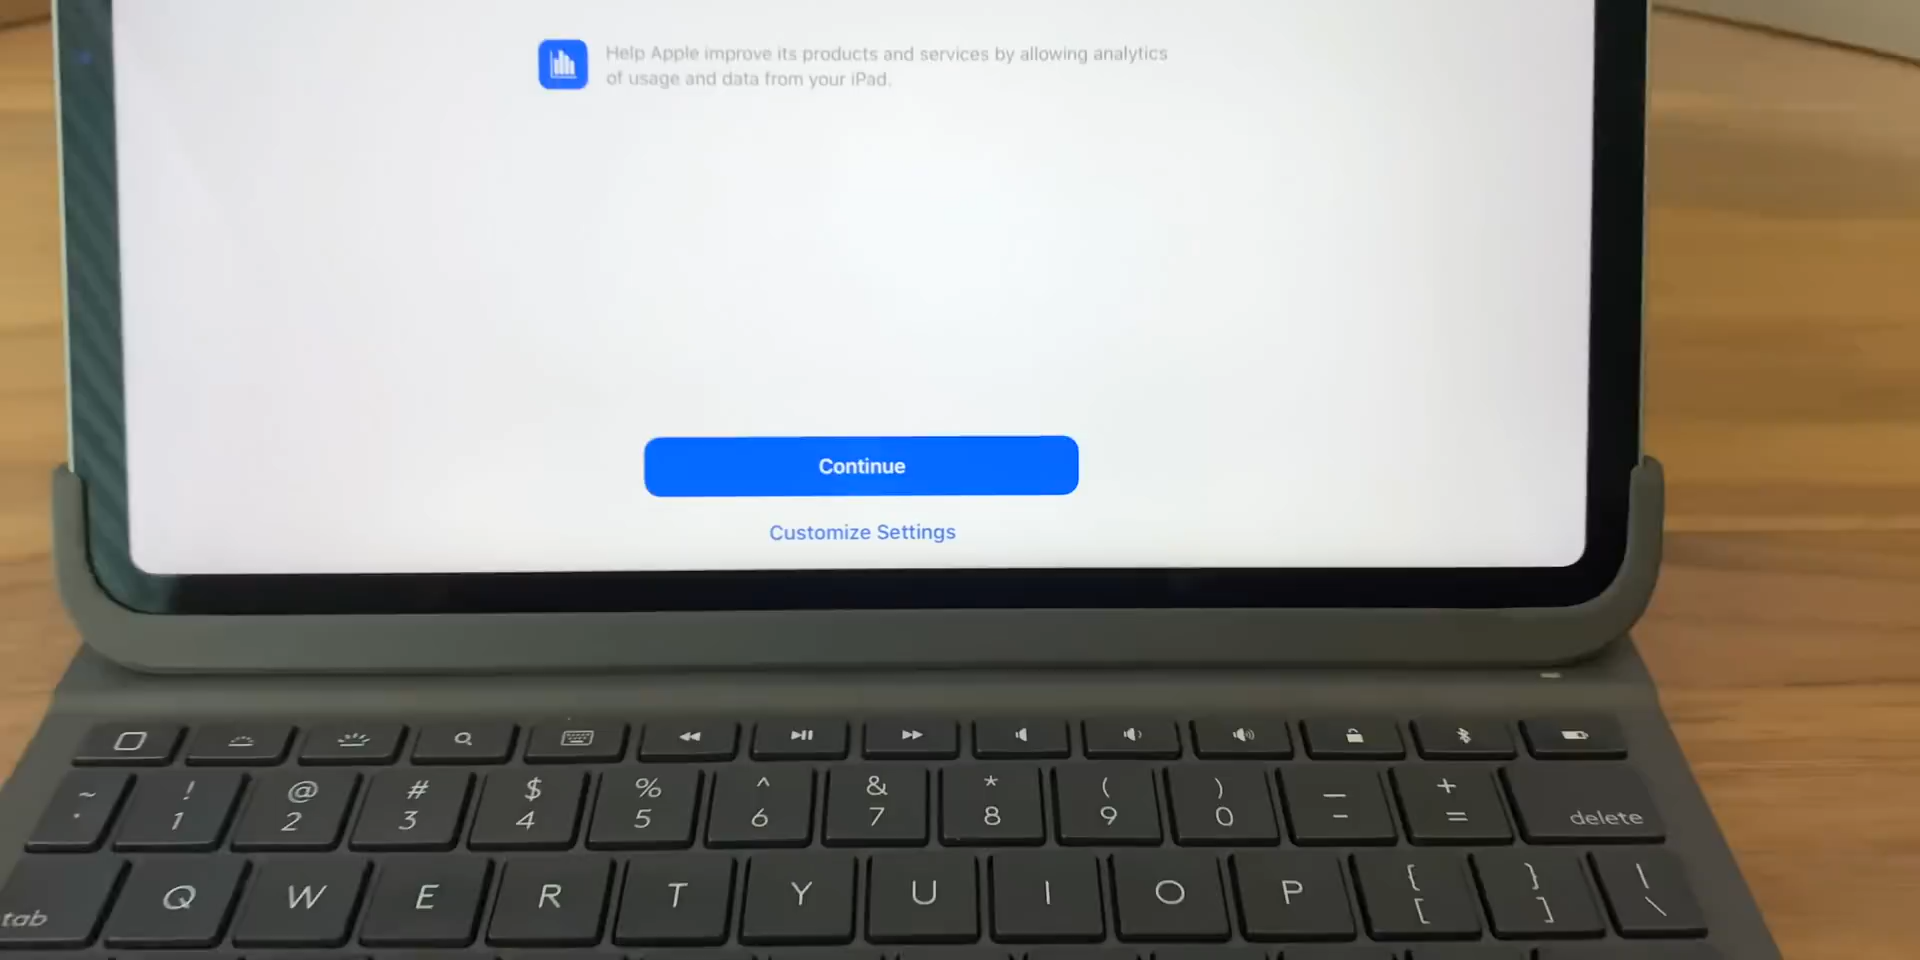 Help Apple improve its products and services by allowing analytics
of usage and data from your iPad.
Continue
Customize Settings
~ ! @ # $ % ^ & * ( ) — +
` 1 2 3 4 5 6 7 8 9 0 - = delete
tab Q W E R T Y U I O P { [ } ] | \